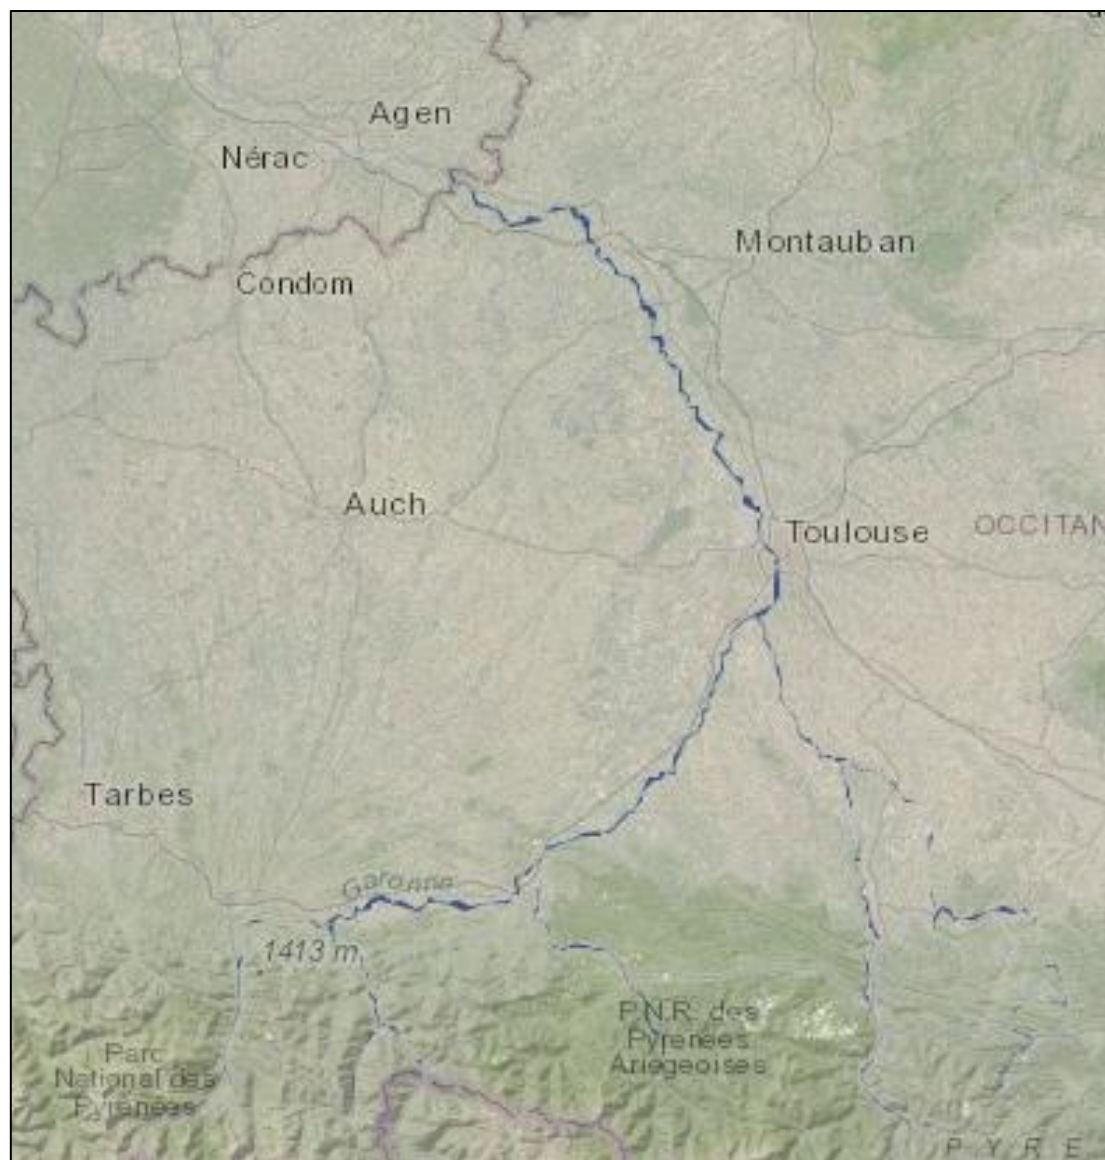 Agen
Nérac
Montauban
Condom
Auch
Toulouse
OCCITAN
Tarbes
Garonne
1413 m
P.N.R. des
Pyrénées
Ariégeoises
Parc
National des
Pyrénées
P Y R E